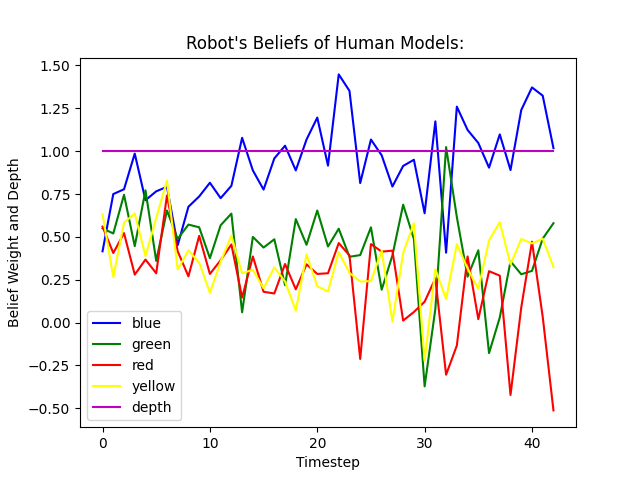 Robot's Beliefs of Human Models:
Belief Weight and Depth
1.50
1.25
1.00
0.75
0.50
0.25
0.00
−0.25
−0.50
blue
green
red
yellow
depth
0 10 20 30 40
Timestep